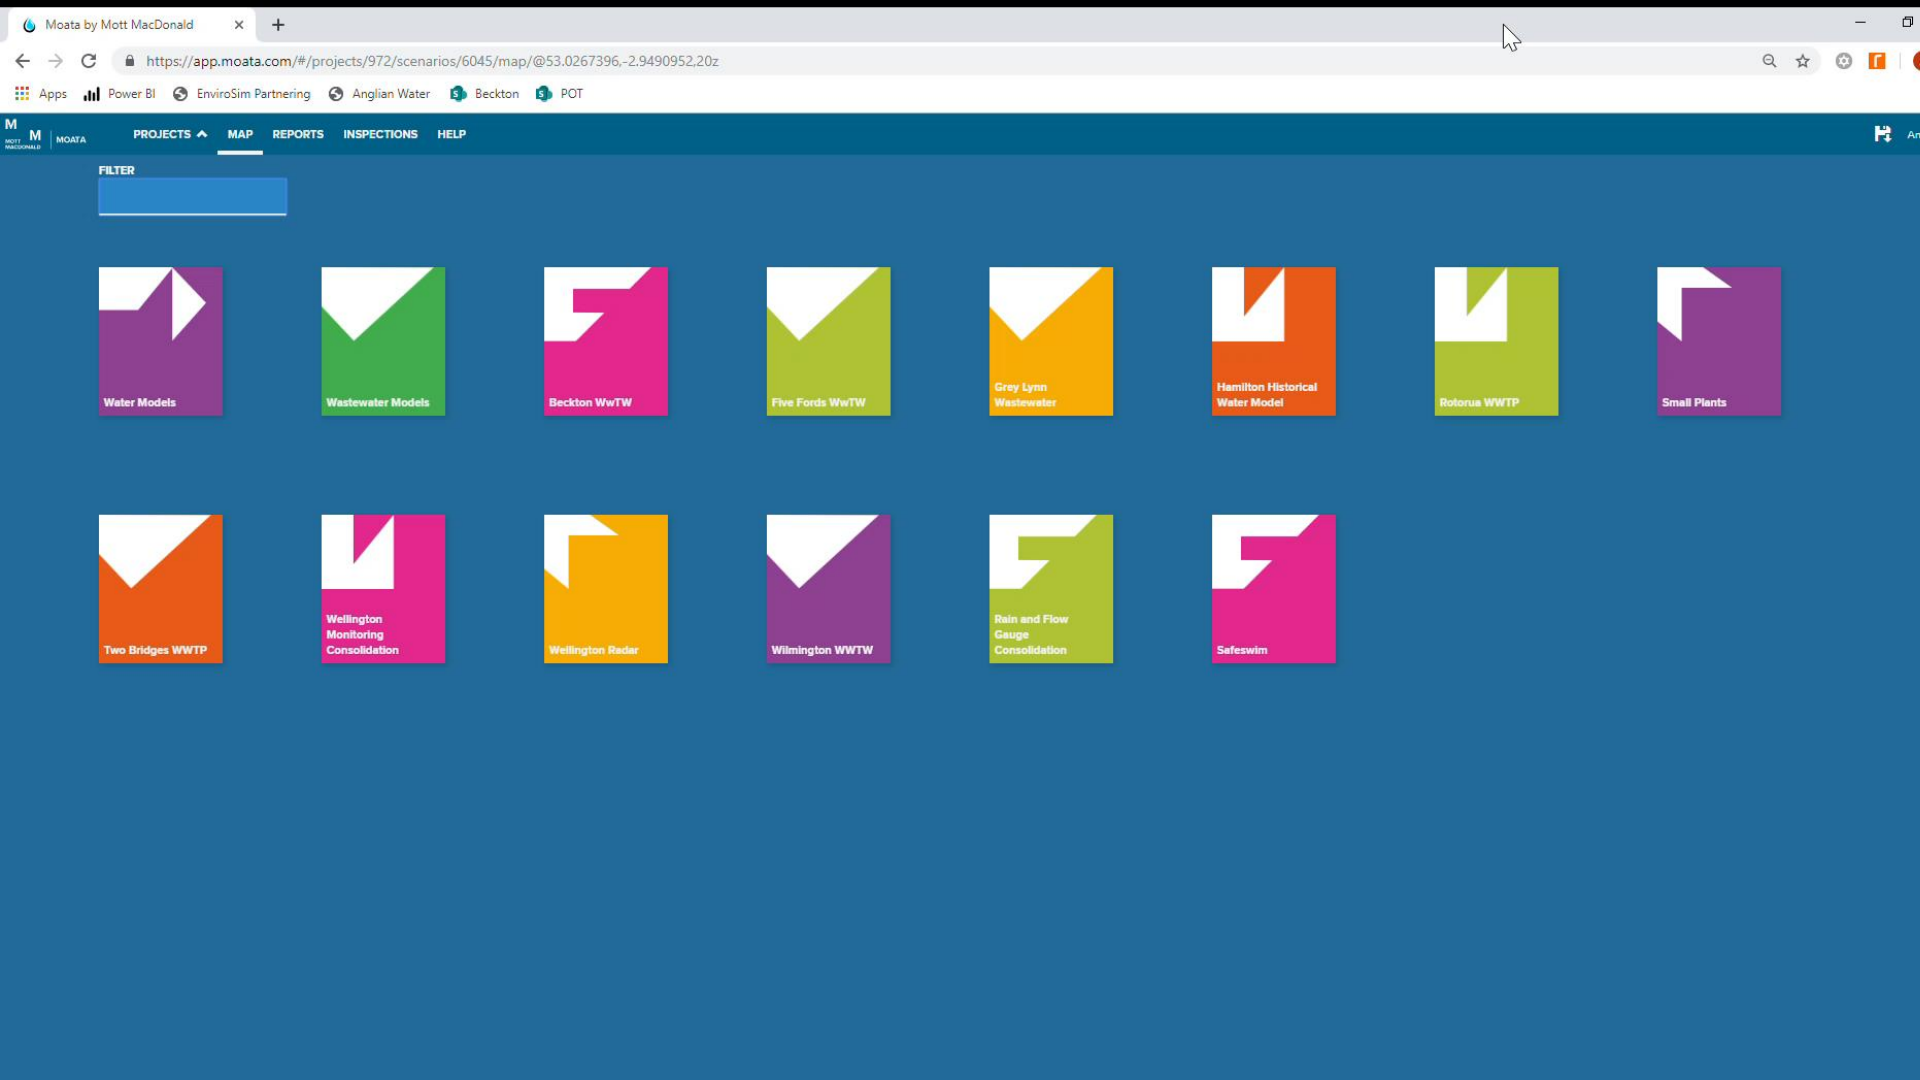 Moata by Mott MacDonald
https://app.moata.com/#/projects/972/scenarios/6045/map/@53.0267396,-2.9490952,20z
Apps Power BI EnviroSim Partnering Anglian Water Beckton POT
M
M
MOTT
MACDONALD
MOATA
PROJECTS MAP REPORTS INSPECTIONS HELP
FILTER
Water Models
Wastewater Models
Beckton WwTW
Five Fords WwTW
Grey Lynn
Wastewater
Hamilton Historical
Water Model
Rotorua WWTP
Small Plants
Two Bridges WWTP
Wellington
Monitoring
Consolidation
Wellington Radar
Wilmington WWTW
Rain and Flow
Gauge
Consolidation
Safeswim